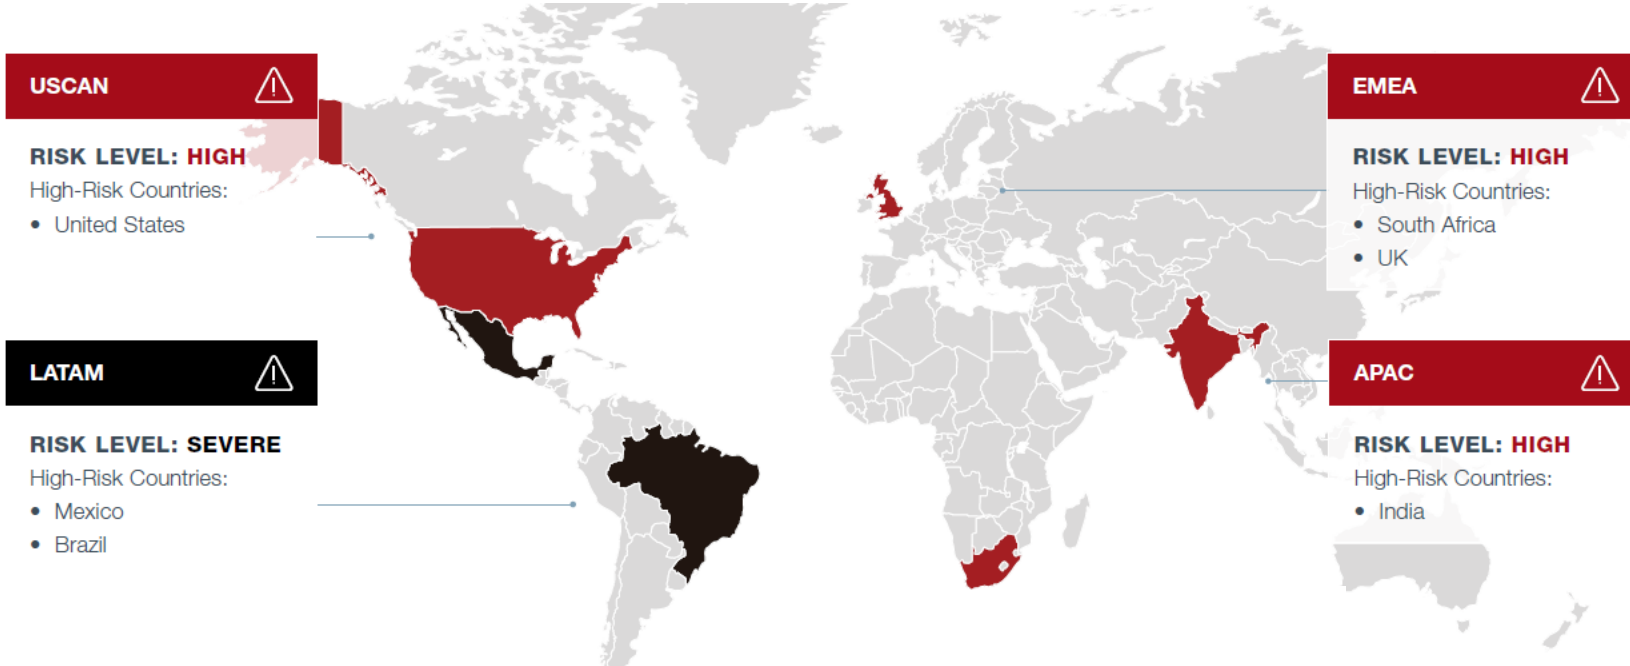 USCAN
RISK LEVEL: HIGH
High-Risk Countries:
• United States
LATAM
RISK LEVEL: SEVERE
High-Risk Countries:
• Mexico
• Brazil
EMEA
RISK LEVEL: HIGH
High-Risk Countries:
• South Africa
• UK
APAC
RISK LEVEL: HIGH
High-Risk Countries:
• India